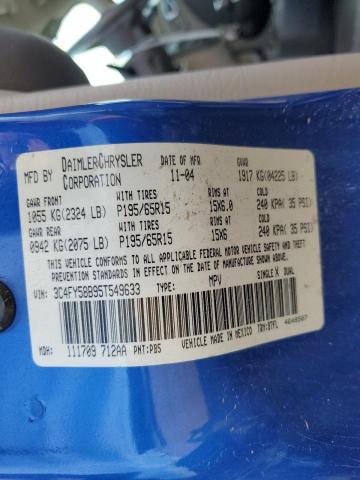 DAIMLERCHRYSLER CORPORATION
DATE OF MFR 11-04
GVWR 1917 KG(04225 LB)
GAWR FRONT WITH TIRES RIMS AT COLD
1055 KG(2324 LB) P195/65R15 15X6.0 240 KPA( 35 PSI)
GAWR REAR WITH TIRES RIMS AT COLD
0942 KG(2075 LB) P195/65R15 15X6 240 KPA( 35 PSI)
THIS VEHICLE CONFORMS TO ALL APPLICABLE FEDERAL MOTOR VEHICLE SAFETY, BUMPER, AND THEFT
PREVENTION STANDARDS IN EFFECT ON THE DATE OF MANUFACTURE SHOWN ABOVE.
VIN: 3C4FY58B95T549633 TYPE: MPV SINGLE X DUAL
MDH: 111709 712AA PNT: PB5 VEHICLE MADE IN MEXICO